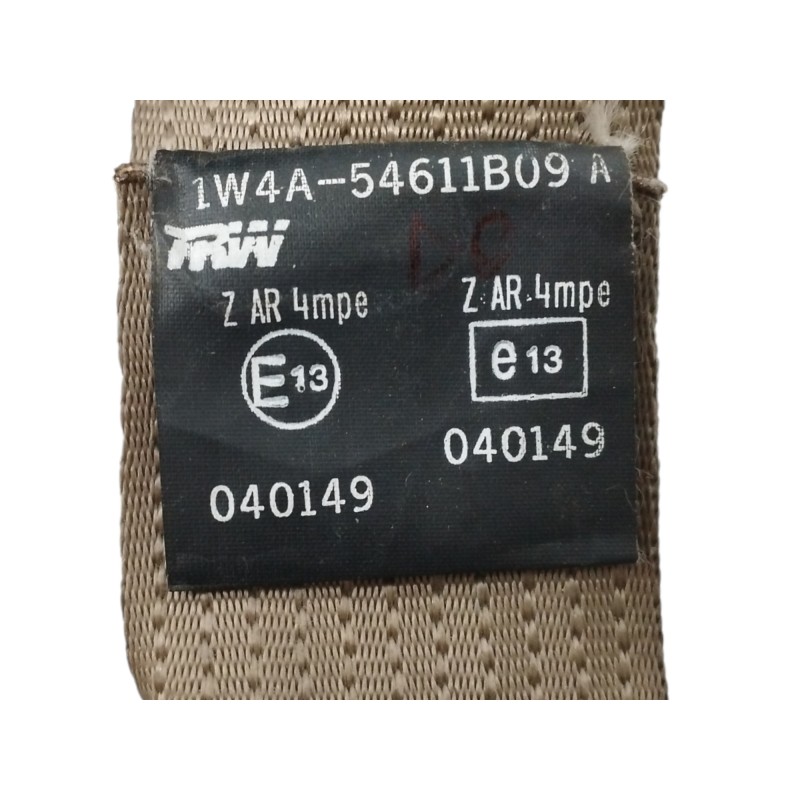 1W4A-54611B09 A
TRW
Z AR 4mpe
E13
040149
Z AR 4mpe
e13
040149